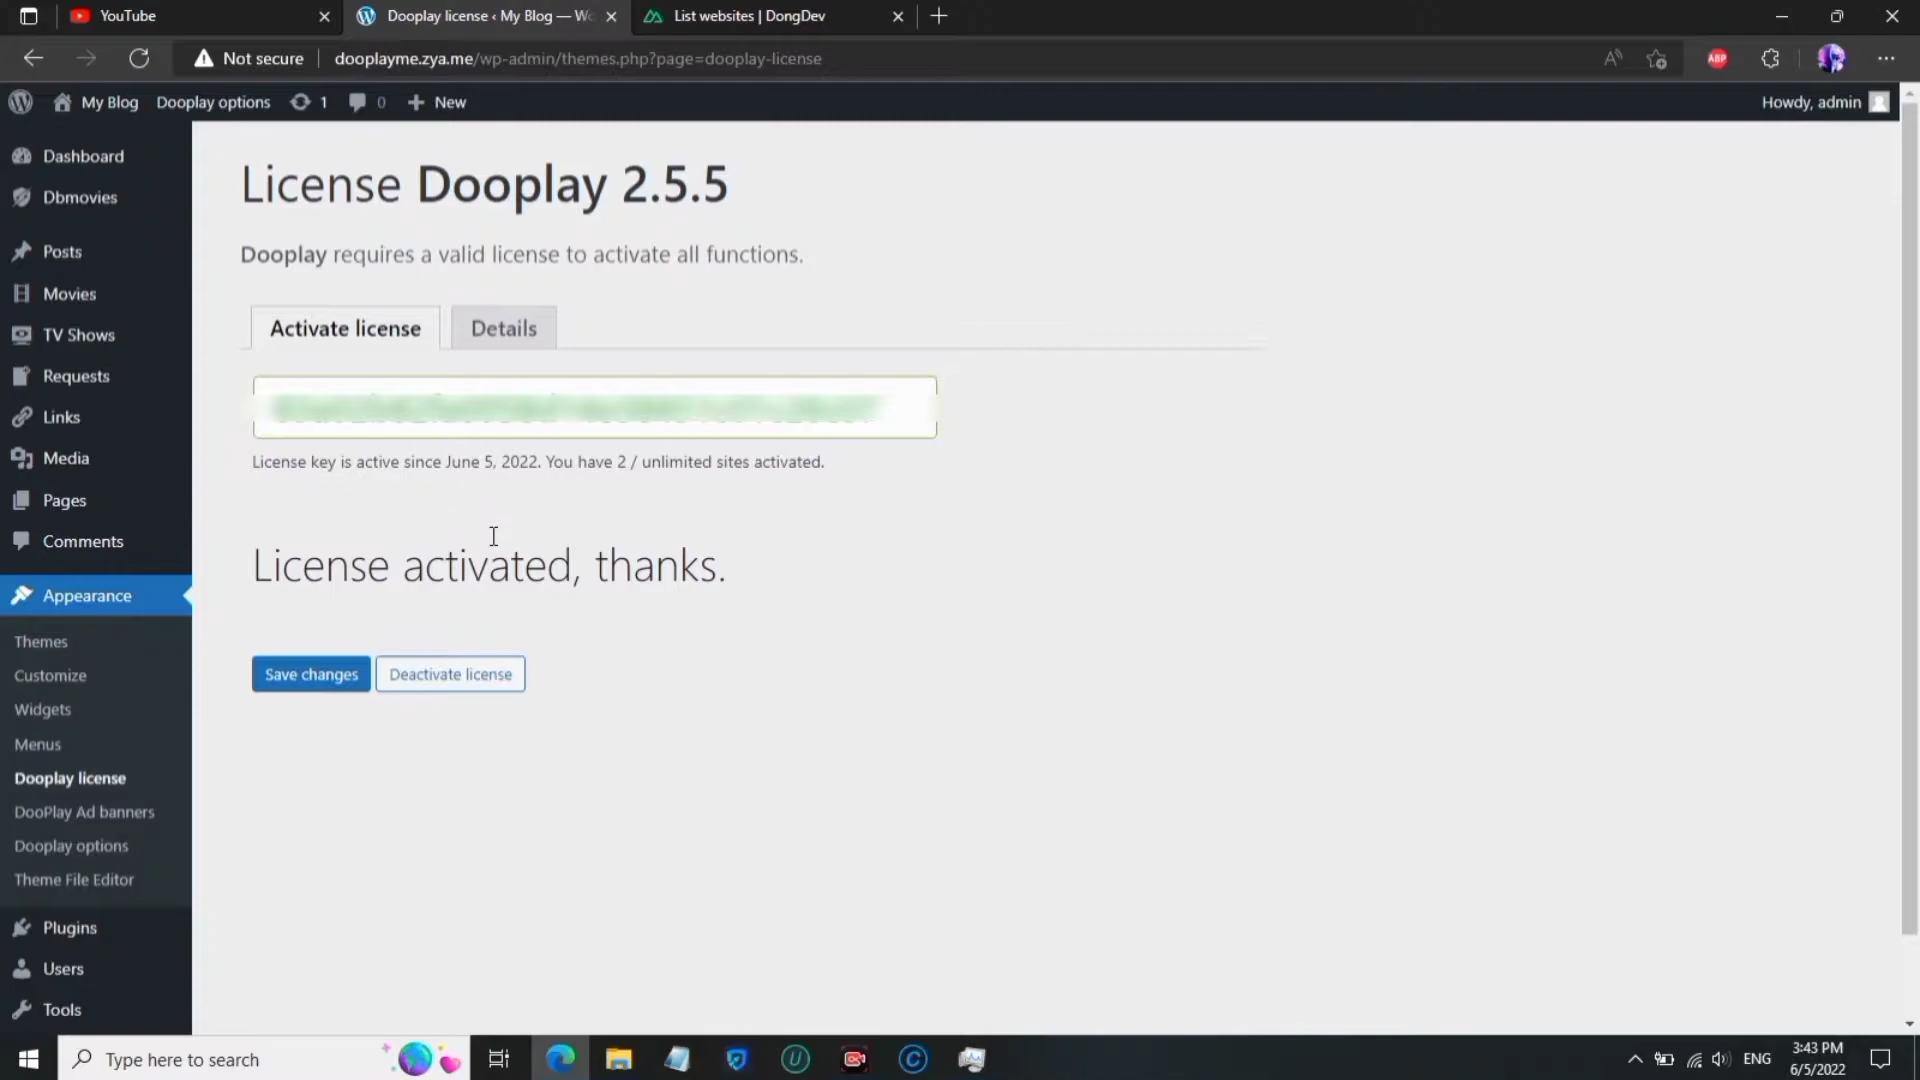 YouTube
Dooplay license ‹ My Blog — Wo
List websites | DongDev
Not secure
dooplayme.zya.me/wp-admin/themes.php?page=dooplay-license
ABP
My Blog
Dooplay options
1
0
New
Howdy, admin
Dashboard
Dbmovies
Posts
Movies
TV Shows
Requests
Links
Media
Pages
Comments
Appearance
Themes
Customize
Widgets
Menus
Dooplay license
DooPlay Ad banners
Dooplay options
Theme File Editor
Plugins
Users
Tools
License Dooplay 2.5.5
Dooplay requires a valid license to activate all functions.
Activate license
Details
License key is active since June 5, 2022. You have 2 / unlimited sites activated.
License activated, thanks.
Save changes
Deactivate license
Type here to search
ENG
3:43 PM
6/5/2022